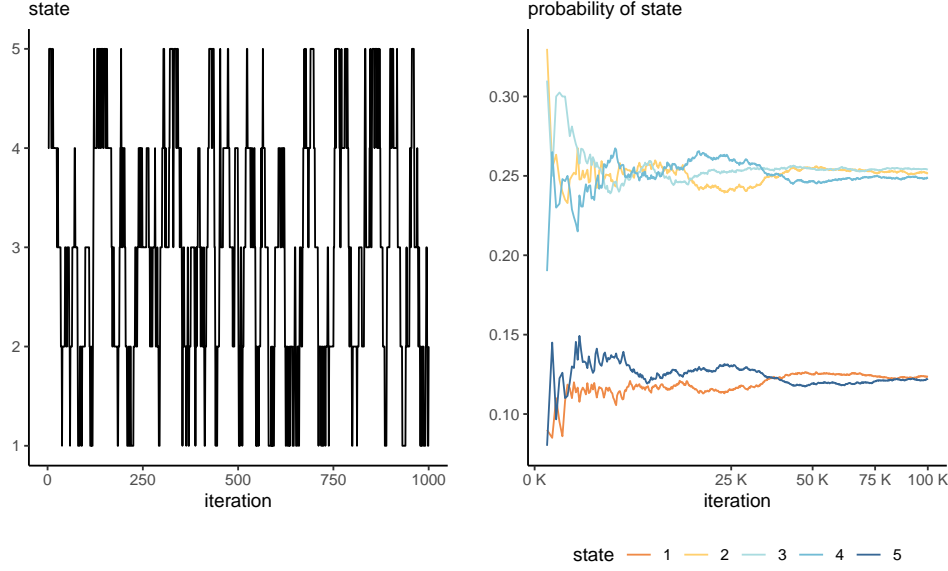 state
5
4
3
2
1
0
250
500
750
1000
iteration
probability of state
0.30
0.25
0.20
0.15
0.10
0 K
25 K
50 K
75 K
100 K
iteration
state 1 2 3 4 5